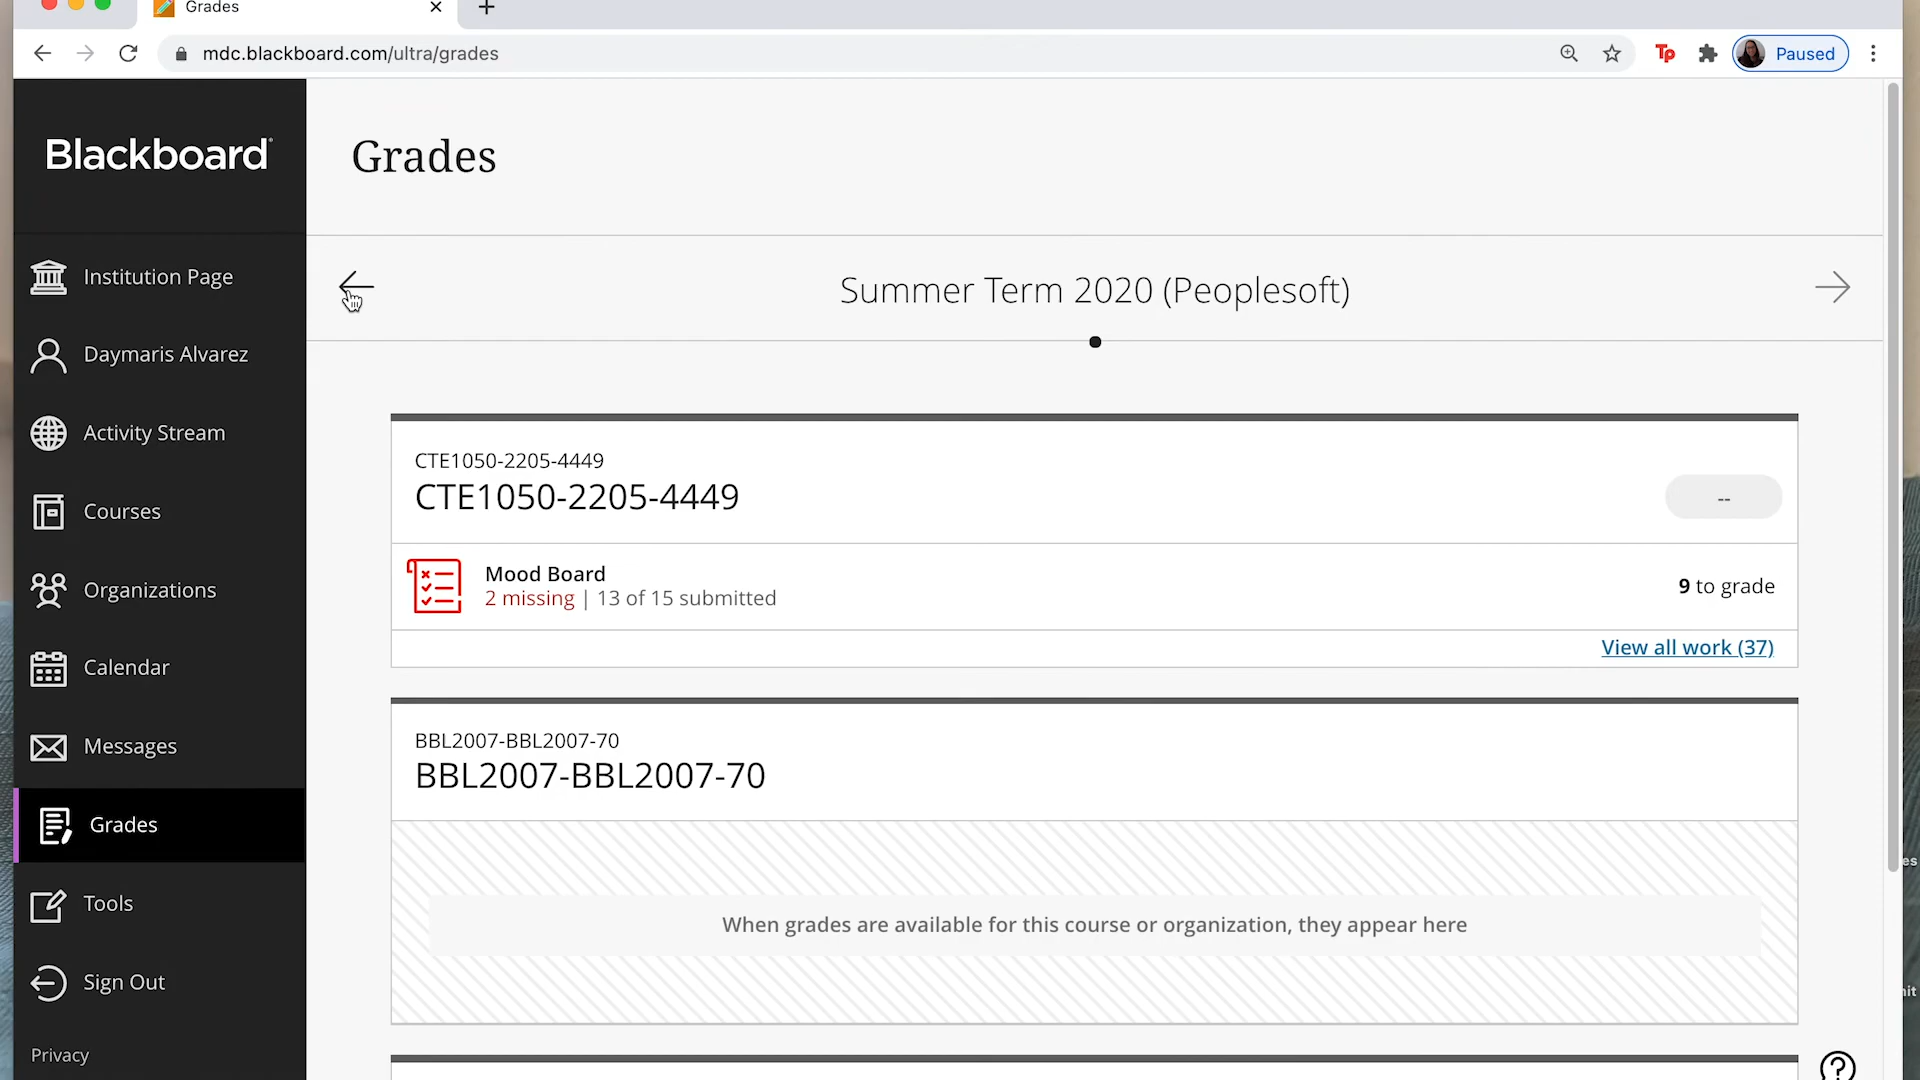 Grades
mdc.blackboard.com/ultra/grades
Tp
Paused
Blackboard
Grades
Institution Page
Summer Term 2020 (Peoplesoft)
Daymaris Alvarez
Activity Stream
CTE1050-2205-4449
CTE1050-2205-4449
--
Courses
Mood Board
2 missing | 13 of 15 submitted
9 to grade
Organizations
View all work (37)
Calendar
BBL2007-BBL2007-70
BBL2007-BBL2007-70
Messages
Grades
Tools
When grades are available for this course or organization, they appear here
Sign Out
Privacy